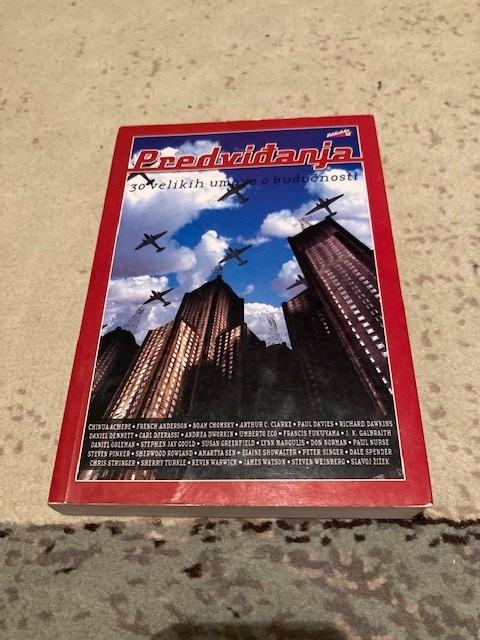 Predviđanja
30 velikih umova o budućnosti
CHINUA ACHEBE • FRENCH ANDERSON • NOAM CHOMSKY • ARTHUR C. CLARKE • PAUL DAVIES • RICHARD DAWKINS
DANIEL DENNETT • CARL DJERASSI • ANDREA DWORKIN • UMBERTO ECO • FRANCIS FUKUYAMA • J. K. GALBRAITH
DANIEL GOLEMAN • STEPHEN JAY GOULD • SUSAN GREENFIELD • LYNN MARGULIS • DON NORMAN • PAUL NURSE
STEVEN PINKER • SHERWOOD ROWLAND • AMARTYA SEN • ELAINE SHOWALTER • PETER SINGER • DALE SPENDER
CHRIS STRINGER • SHERRY TURKLE • KEVIN WARWICK • JAMES WATSON • STEVEN WEINBERG • SLAVOJ ŽIŽEK